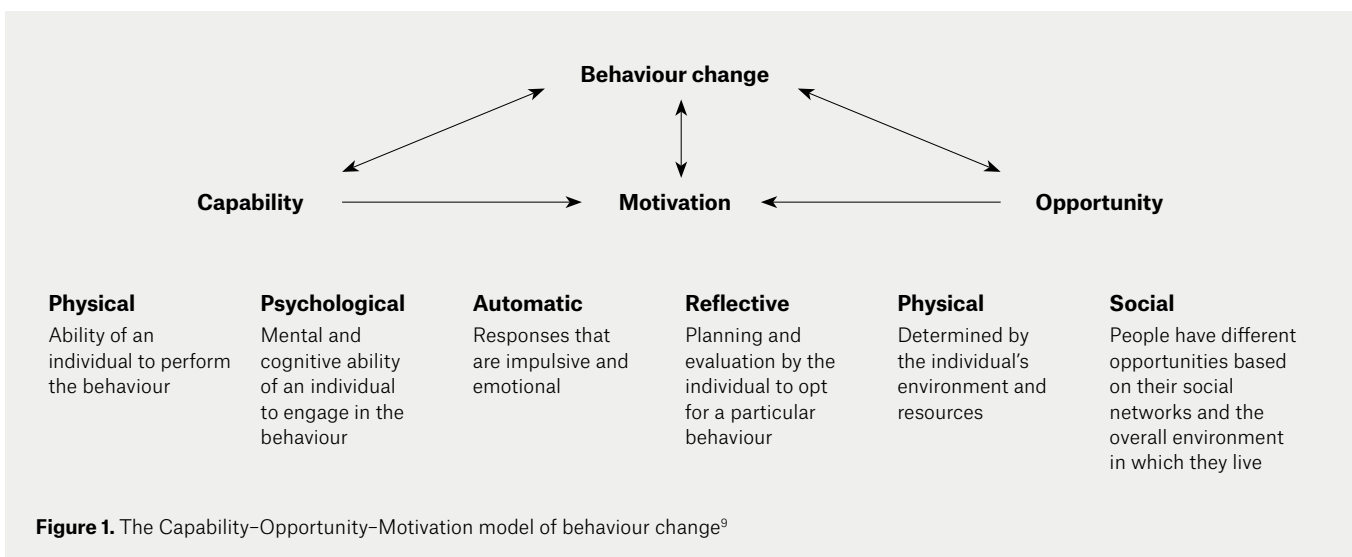 Behaviour change
Capability
Motivation
Opportunity
Physical
Ability of an
individual to perform
the behaviour
Psychological
Mental and
cognitive ability
of an individual
to engage in the
behaviour
Automatic
Responses that
are impulsive and
emotional
Reflective
Planning and
evaluation by the
individual to opt
for a particular
behaviour
Physical
Determined by
the individual’s
environment and
resources
Social
People have different
opportunities based
on their social
networks and the
overall environment
in which they live
Figure 1. The Capability–Opportunity–Motivation model of behaviour change⁹